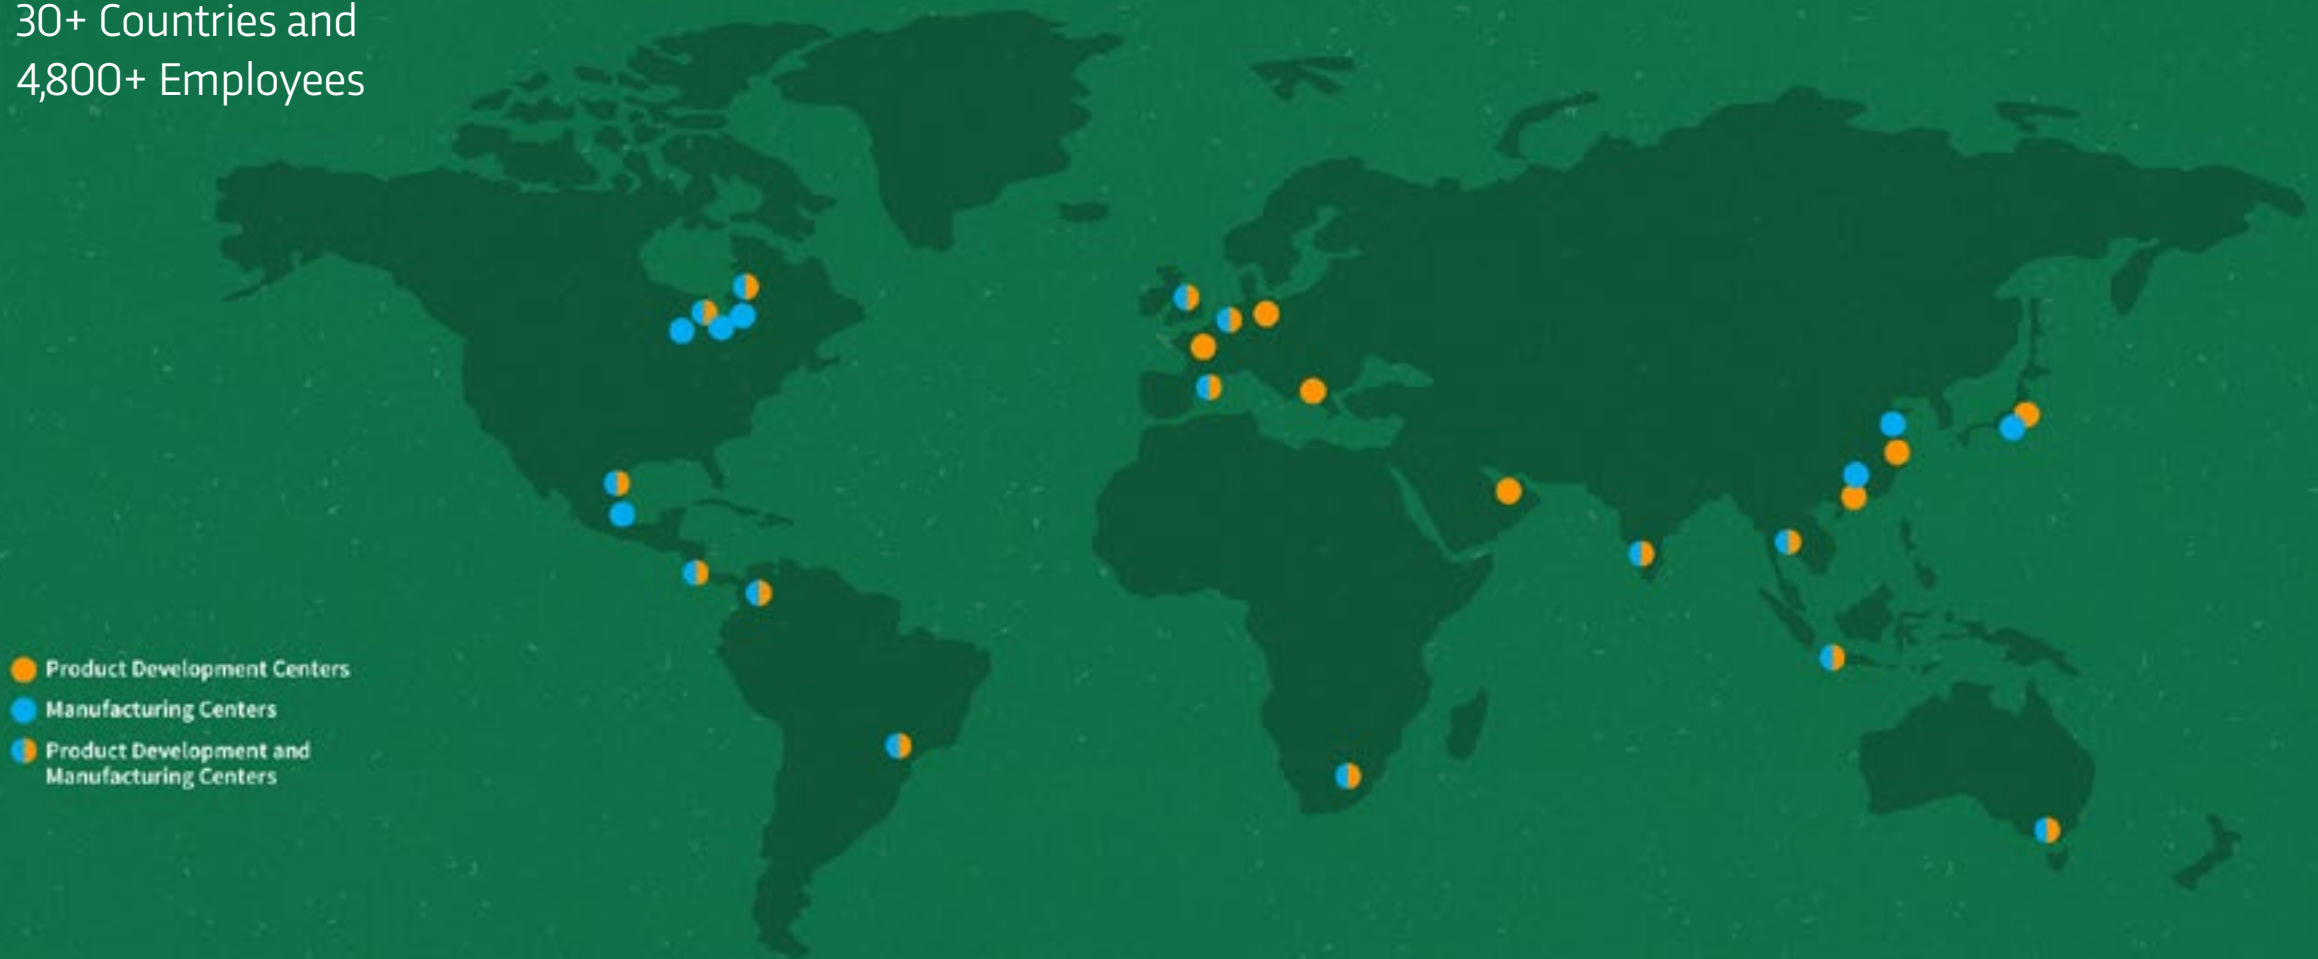 30+ Countries and
4,800+ Employees
Product Development Centers
Manufacturing Centers
Product Development and
Manufacturing Centers